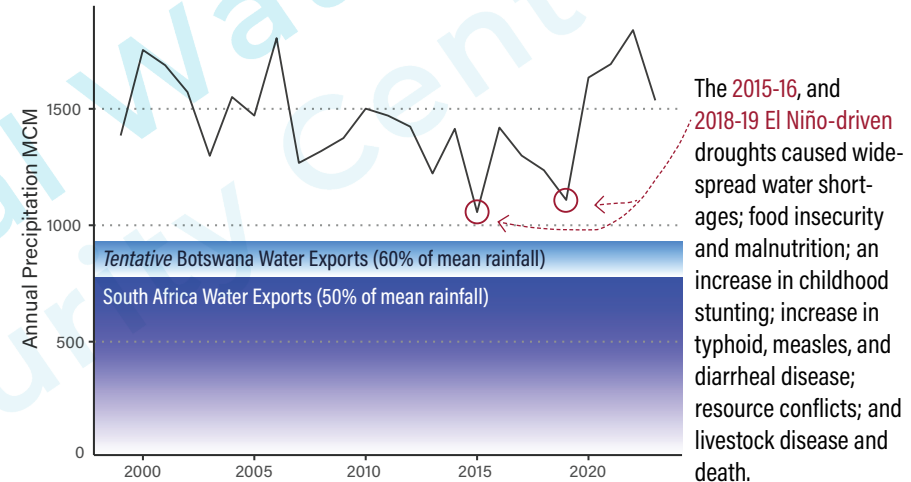 Annual Precipitation MCM
1500
1000
500
0
2000
2005
2010
2015
2020
Tentative Botswana Water Exports (60% of mean rainfall)
South Africa Water Exports (50% of mean rainfall)
The 2015-16, and
2018-19 El Niño-driven
droughts caused wide-
spread water short-
ages; food insecurity
and malnutrition; an
increase in childhood
stunting; increase in
typhoid, measles, and
diarrheal disease;
resource conflicts; and
livestock disease and
death.